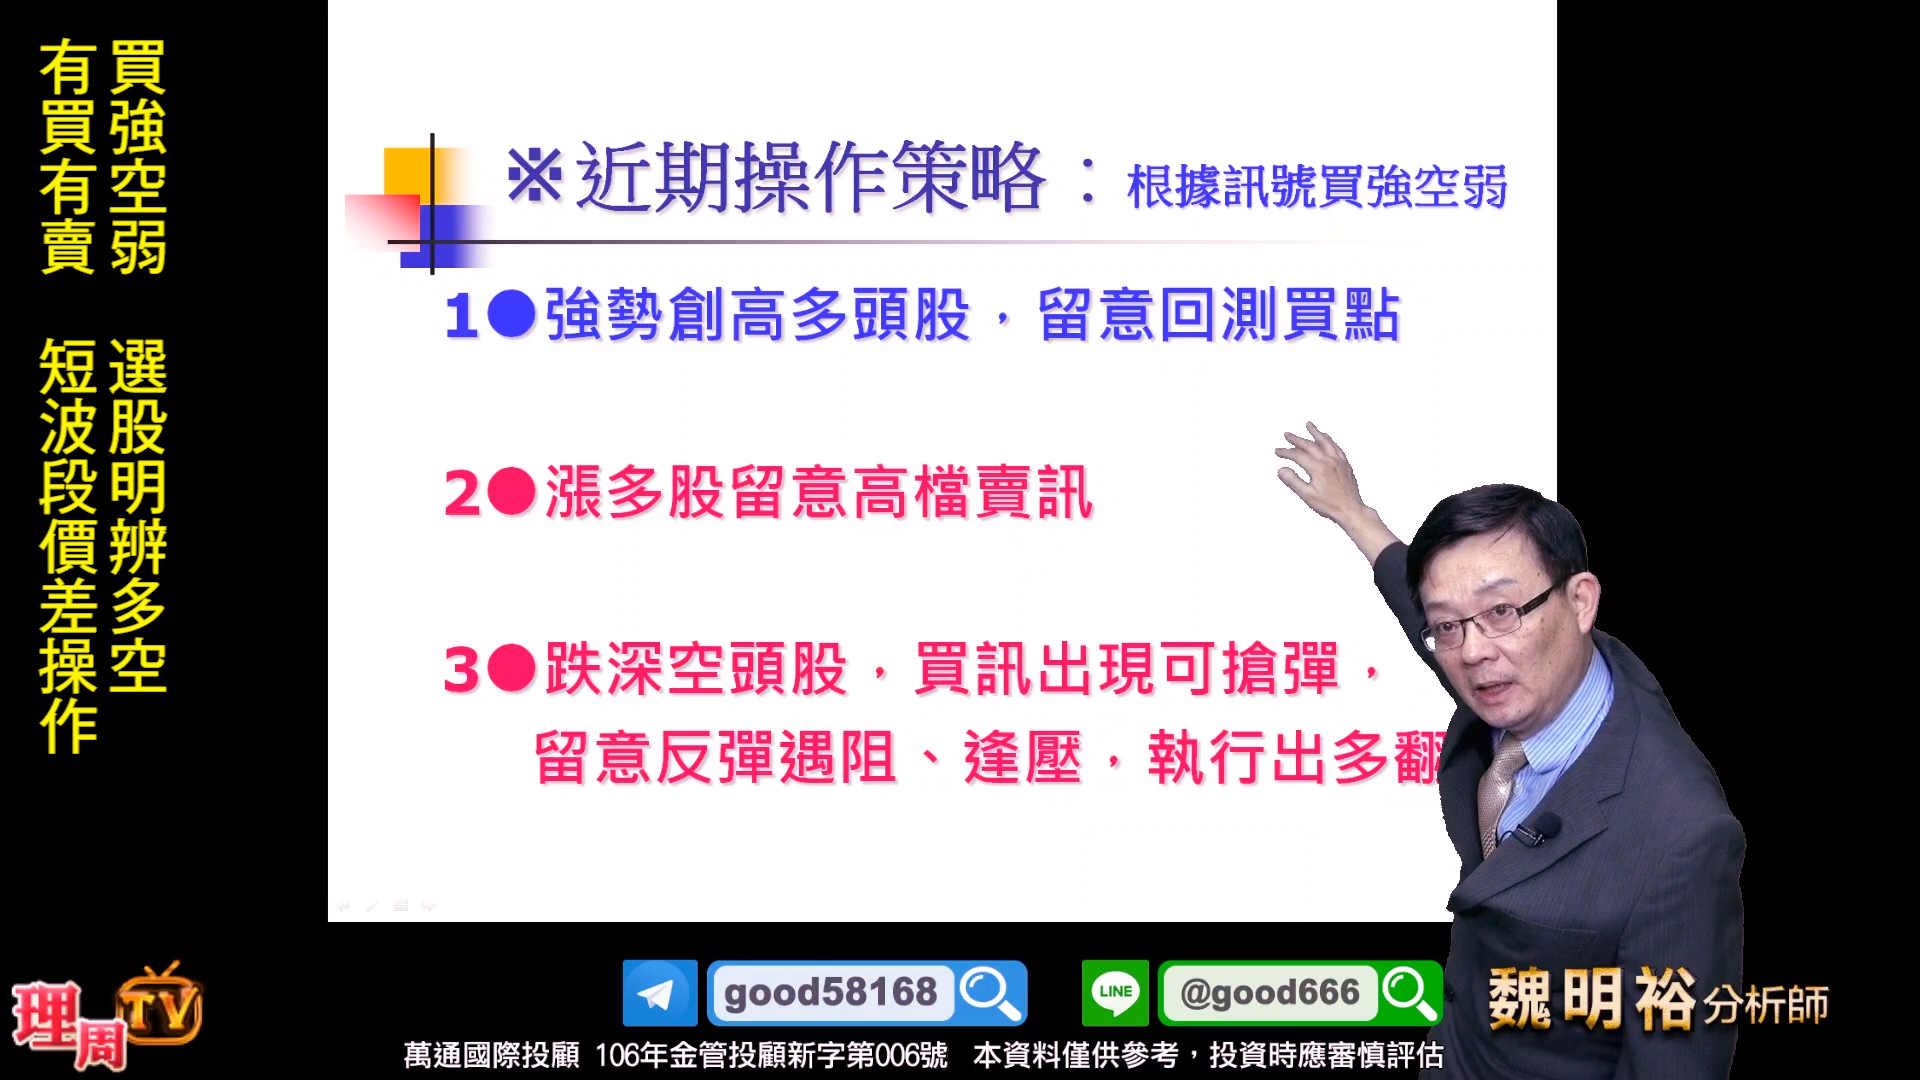 買強空弱 選股明辨多空
有買有賣 短波段價差操作
※近期操作策略：根據訊號買強空弱
1●強勢創高多頭股，留意回測買點
2●漲多股留意高檔賣訊
3●跌深空頭股，買訊出現可搶彈，
留意反彈遇阻、逢壓，執行出多翻
理周TV
good58168
LINE
@good666
魏明裕分析師
萬通國際投顧 106年金管投顧新字第006號 本資料僅供參考，投資時應審慎評估